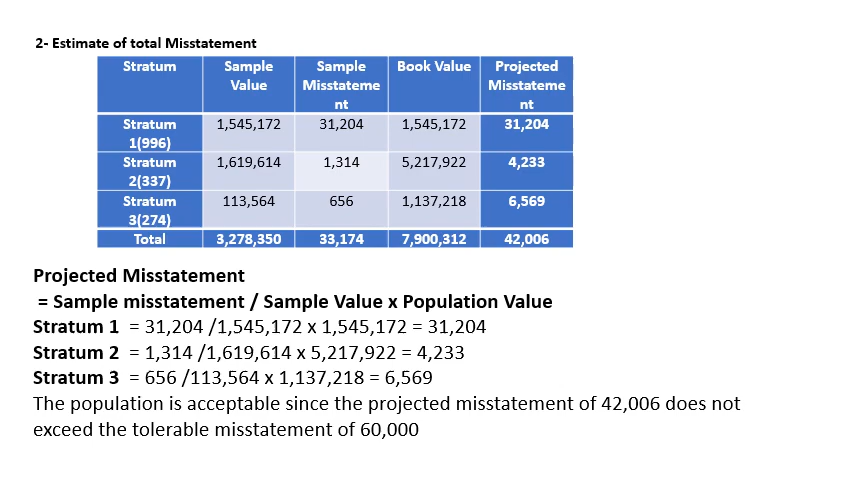 2- Estimate of total Misstatement
Stratum Sample Sample Book Value Projected
Value Misstateme Misstateme
nt nt
Stratum 1,545,172 31,204 1,545,172 31,204
1(996)
Stratum 1,619,614 1,314 5,217,922 4,233
2(337)
Stratum 113,564 656 1,137,218 6,569
3(274)
Total 3,278,350 33,174 7,900,312 42,006
Projected Misstatement
= Sample misstatement / Sample Value x Population Value
Stratum 1 = 31,204 /1,545,172 x 1,545,172 = 31,204
Stratum 2 = 1,314 /1,619,614 x 5,217,922 = 4,233
Stratum 3 = 656 /113,564 x 1,137,218 = 6,569
The population is acceptable since the projected misstatement of 42,006 does not
exceed the tolerable misstatement of 60,000